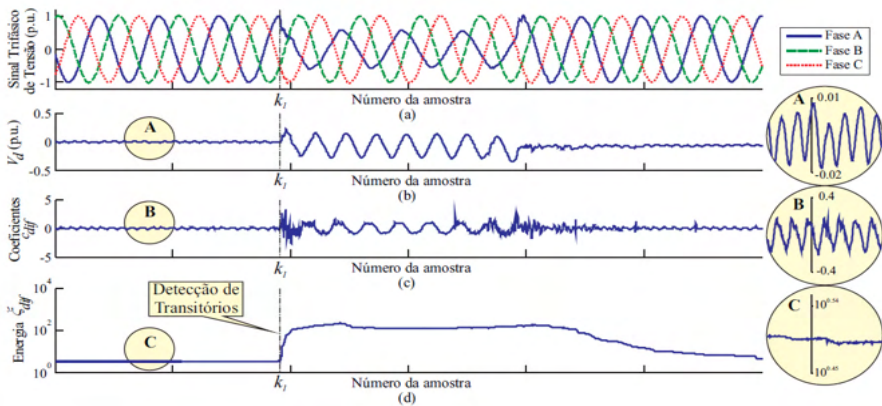 Sinal Trifásico
de Tensão (p.u.)
1
0
-1
k1
Número da amostra
(a)
Fase A
Fase B
Fase C
V_d (p.u.)
0.5
0
-0.5
A
k1
Número da amostra
(b)
A
0.01
-0.02
Coeficientes
c_dif
5
0
-5
B
k1
Número da amostra
(c)
B
0.4
-0.4
Energia ξ_dif
10^4
10^2
10^0
Detecção de
Transitórios
C
k1
Número da amostra
(d)
C
10^0.54
10^0.45